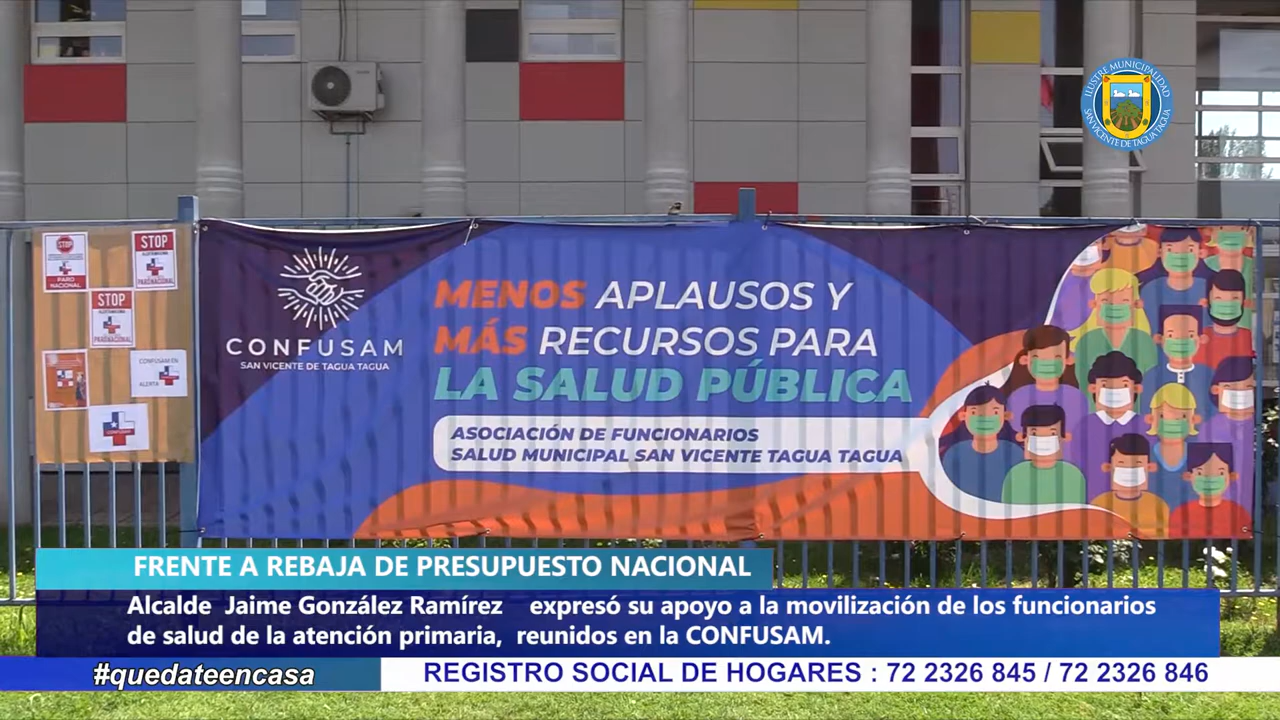 ILUSTRE MUNICIPALIDAD
SAN VICENTE DE TAGUA TAGUA
STOP
PARO
NACIONAL
STOP
STOP
CONFUSAM EN
ALERTA
CONFUSAM
CONFUSAM
SAN VICENTE DE TAGUA TAGUA
MENOS APLAUSOS Y
MÁS RECURSOS PARA
LA SALUD PÚBLICA
ASOCIACIÓN DE FUNCIONARIOS
SALUD MUNICIPAL SAN VICENTE TAGUA TAGUA
FRENTE A REBAJA DE PRESUPUESTO NACIONAL
Alcalde Jaime González Ramírez expresó su apoyo a la movilización de los funcionarios
de salud de la atención primaria, reunidos en la CONFUSAM.
#quedateencasa
REGISTRO SOCIAL DE HOGARES : 72 2326 845 / 72 2326 846